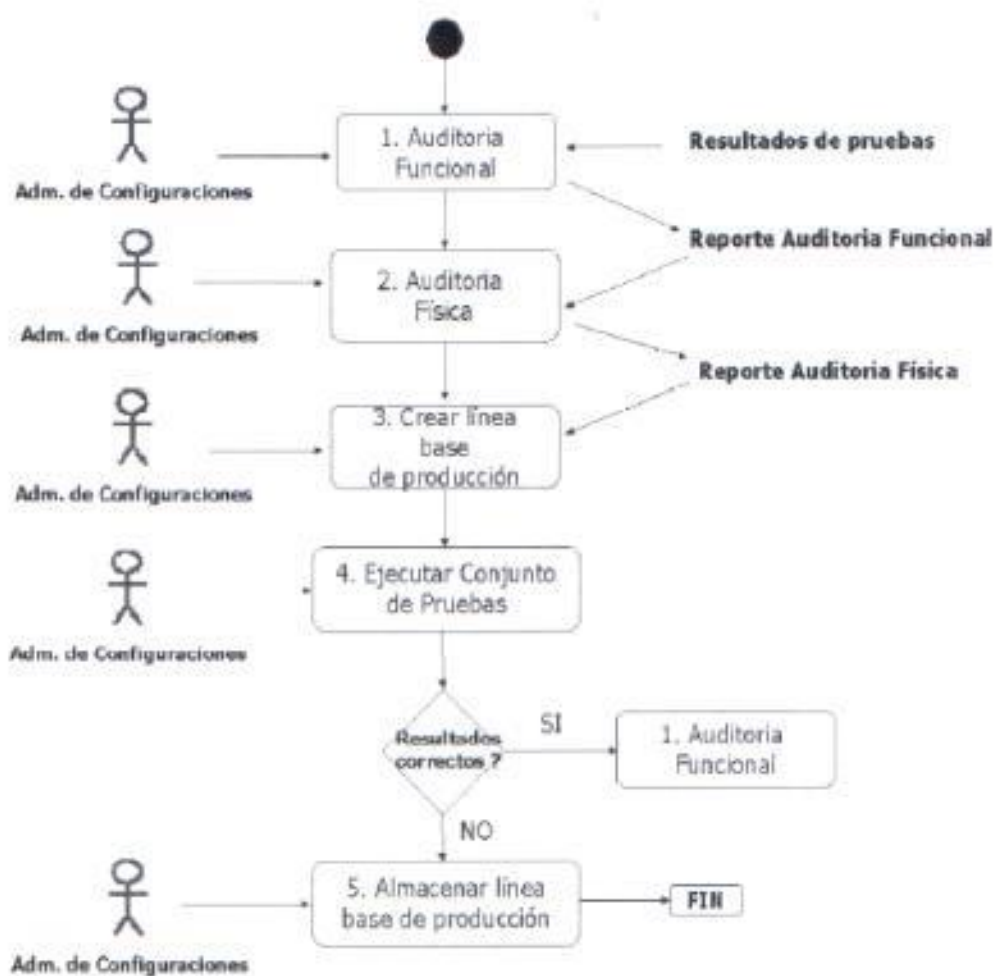 1. Auditoria
Funcional
Resultados de pruebas
Adm. de Configuraciones
Reporte Auditoria Funcional
2. Auditoria
Física
Adm. de Configuraciones
Reporte Auditoria Física
3. Crear línea
base
de producción
Adm. de Configuraciones
4. Ejecutar Conjunto
de Pruebas
Adm. de Configuraciones
Resultados
correctos ?
SI
1. Auditoria
Funcional
NO
5. Almacenar línea
base de producción
FIN
Adm. de Configuraciones